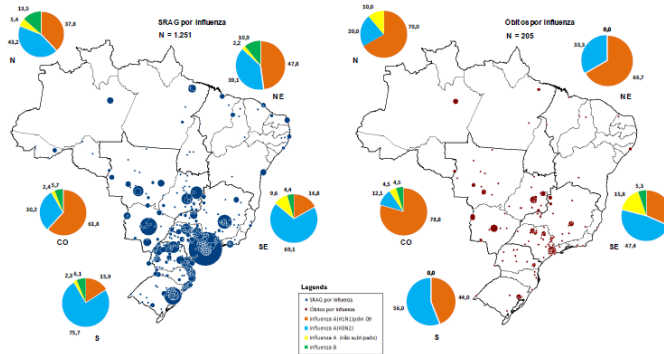 SRAG por Influenza
N = 1.251
13,5
5,4
37,8
43,2
N
10,9
2,2
47,8
39,1
NE
2,4
5,7
30,2
61,8
CO
9,6
4,4
16,8
69,1
SE
6,1
15,9
75,7
S
Óbitos por Influenza
N = 205
10,0
20,0
70,0
N
0,0
33,3
66,7
NE
4,5
4,5
12,1
78,8
CO
15,8
5,3
47,4
SE
0,0
44,0
56,0
S
Legenda
SRAG por Influenza
Óbitos por Influenza
Influenza A(H1N1)pdm 09
Influenza A(H3N2)
Influenza A (não subtipado)
Influenza B